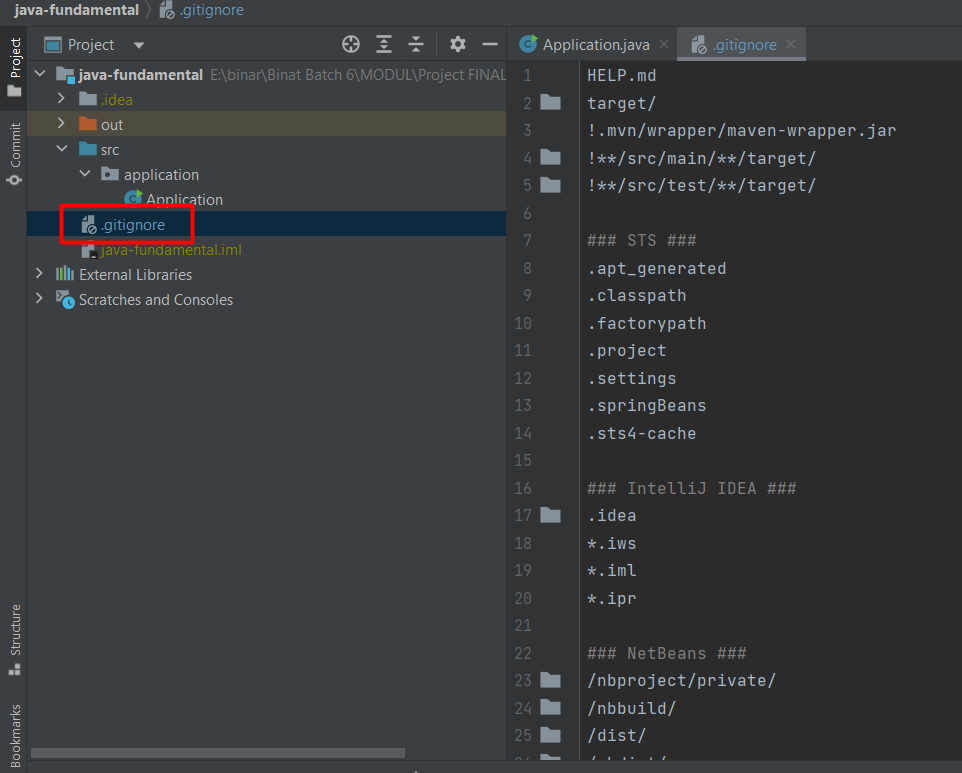 java-fundamental
.gitignore
Project
Project
Application.java
.gitignore
java-fundamental E:\binar\Binat Batch 6\MODUL\Project FINAL
.idea
out
src
application
Application
.gitignore
java-fundamental.iml
External Libraries
Scratches and Consoles
Commit
Structure
Bookmarks
1 HELP.md
2 target/
3 !.mvn/wrapper/maven-wrapper.jar
4 !**/src/main/**/target/
5 !**/src/test/**/target/
6
7 ### STS ###
8 .apt_generated
9 .classpath
10 .factorypath
11 .project
12 .settings
13 .springBeans
14 .sts4-cache
15
16 ### IntelliJ IDEA ###
17 .idea
18 *.iws
19 *.iml
20 *.ipr
21
22 ### NetBeans ###
23 /nbproject/private/
24 /nbbuild/
25 /dist/